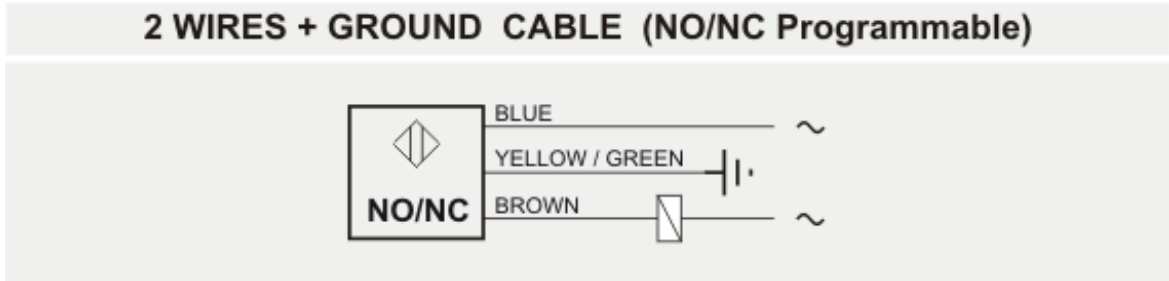 2 WIRES + GROUND CABLE (NO/NC Programmable)
BLUE
~
YELLOW / GREEN
NO/NC
BROWN
~